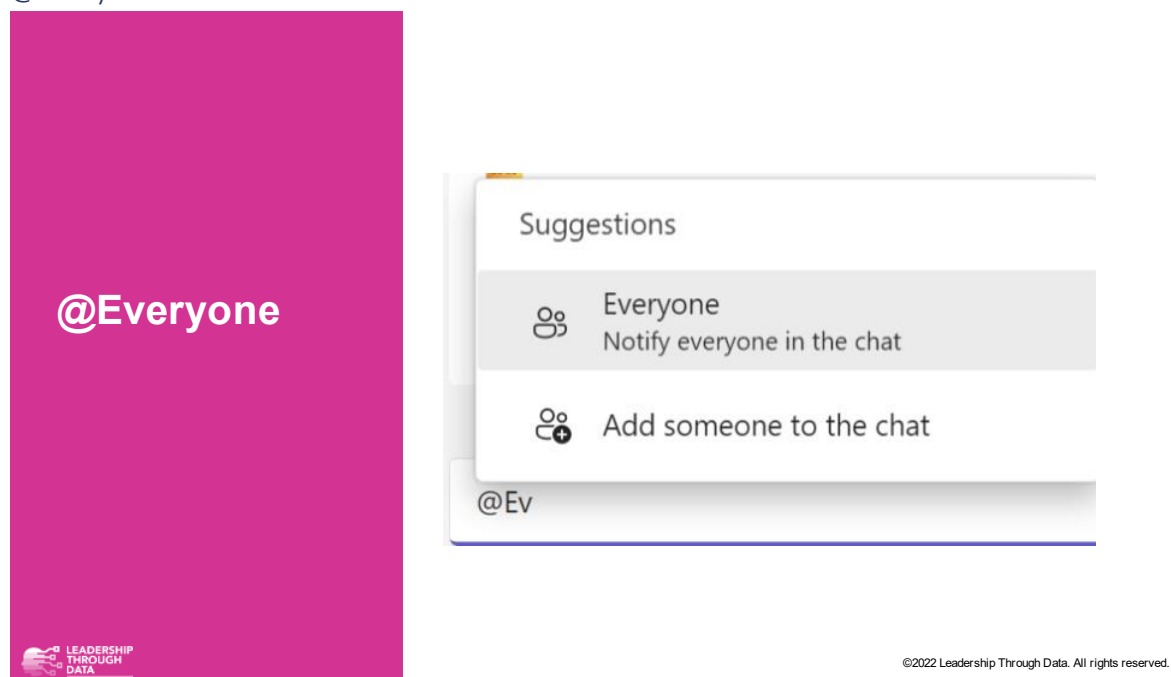 @Everyone
Suggestions
Everyone
Notify everyone in the chat
Add someone to the chat
@Ev
LEADERSHIP
THROUGH
DATA
©2022 Leadership Through Data. All rights reserved.